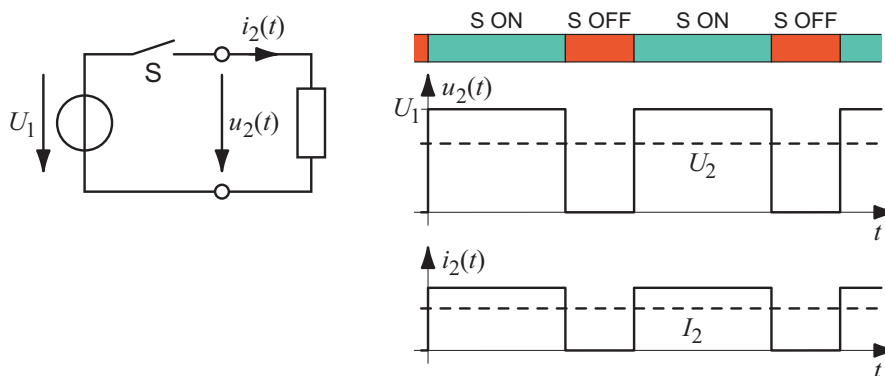 S ON S OFF S ON S OFF
i₂(t)
S
U₁
u₂(t)
u₂(t)
U₁
U₂
t
i₂(t)
I₂
t